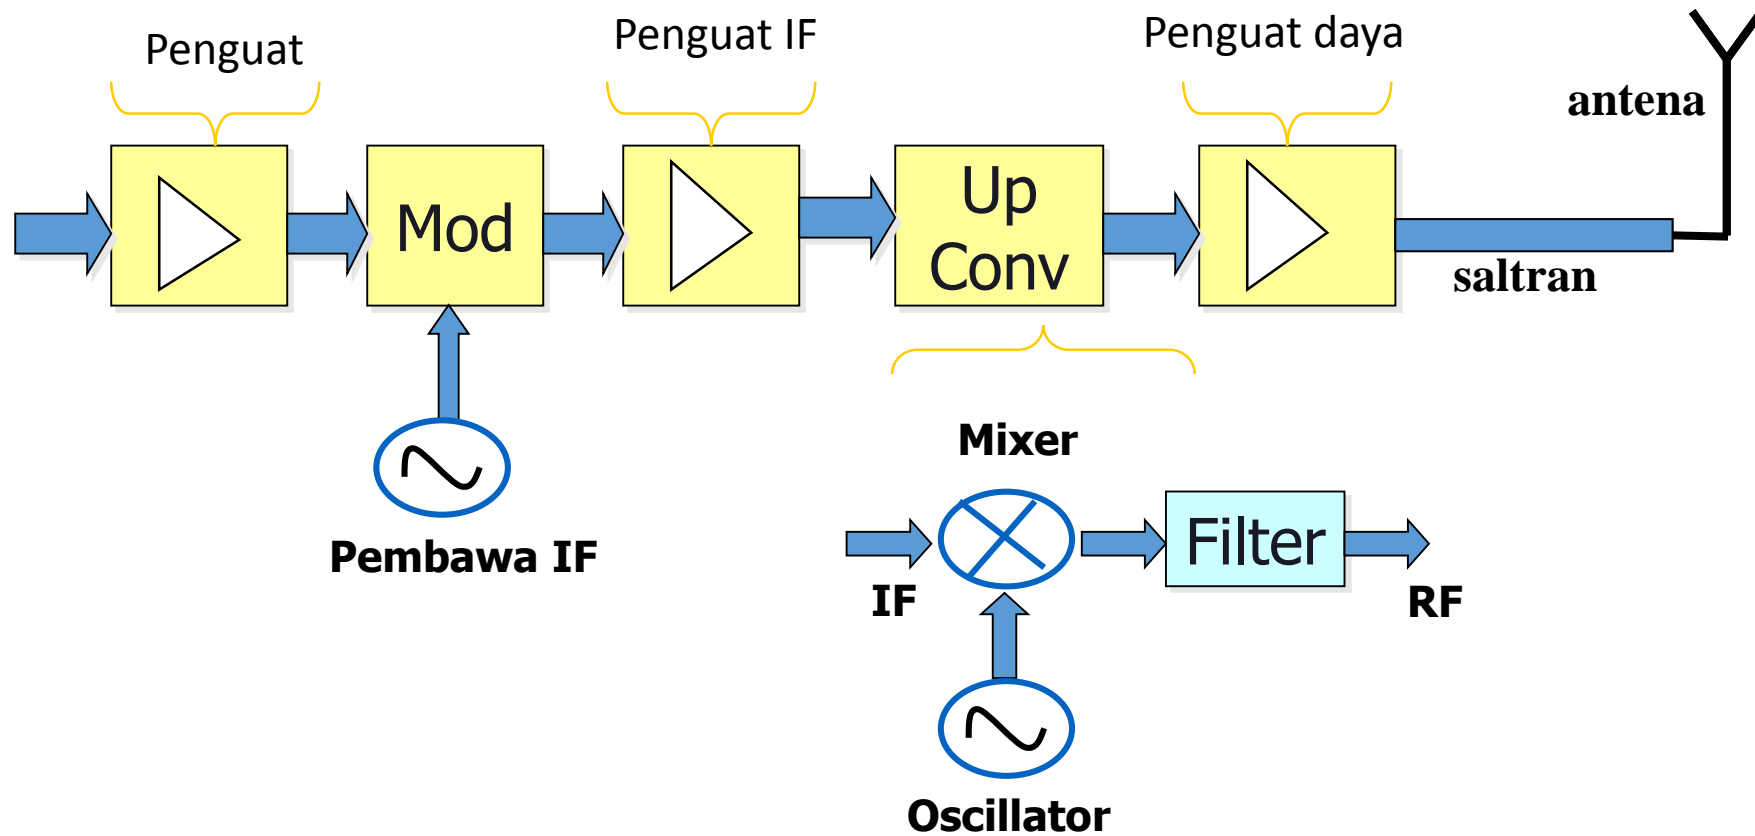 Penguat
Penguat IF
Penguat daya
antena
Mod
Up
Conv
saltran
Pembawa IF
Mixer
IF
Filter
RF
Oscillator